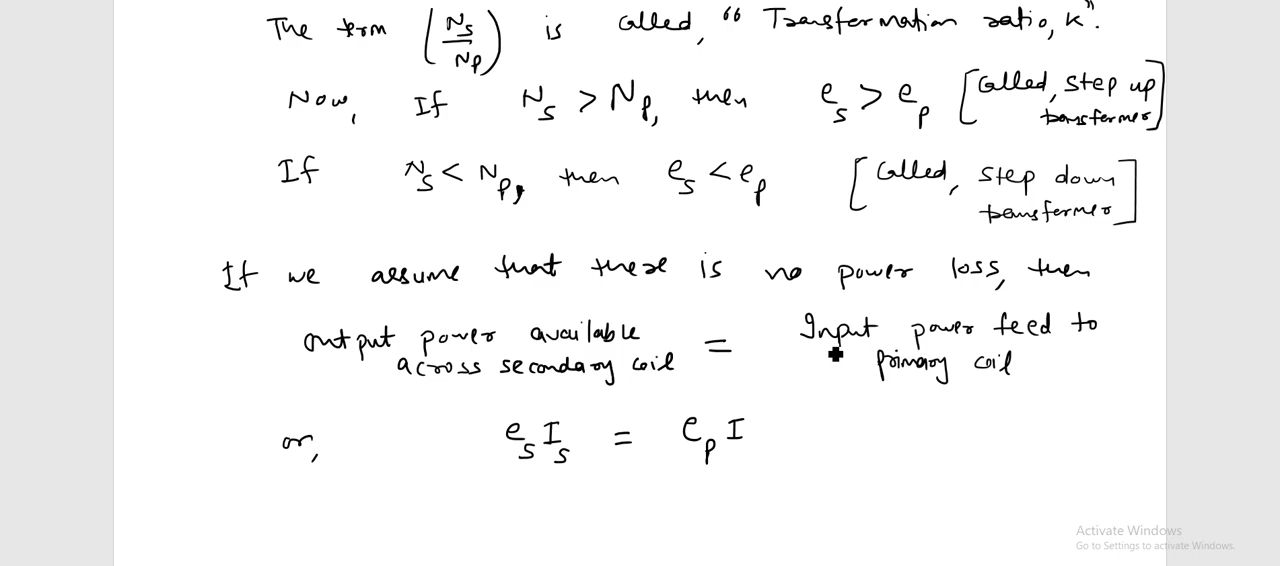 The term (Ns/Np) is called, “Transformation ratio, K”.
Now, If Ns > Np, then es > ep [Called, step up transformer]
If Ns < Np, then es < ep [Called, step down transformer]
If we assume that there is no power loss, then
output power available across secondary coil = Input power feed to primary coil
or, es Is = ep I
Activate Windows
Go to Settings to activate Windows.